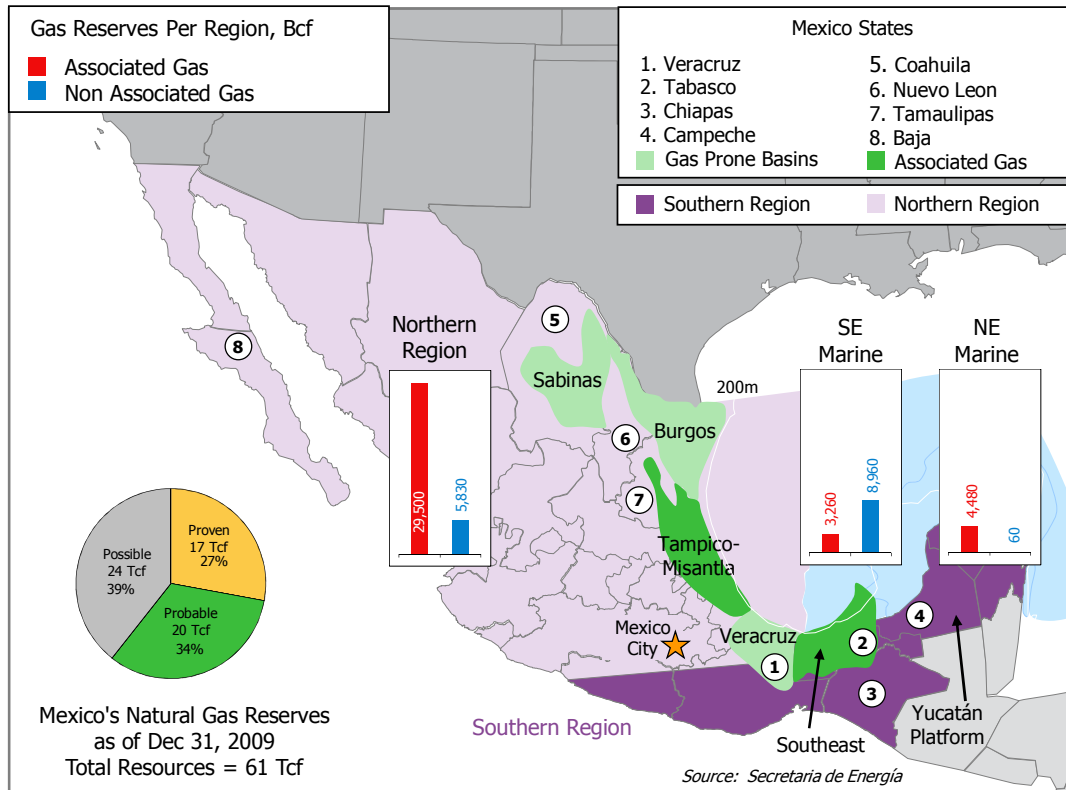 Gas Reserves Per Region, Bcf
Associated Gas
Non Associated Gas
Mexico States
1. Veracruz
2. Tabasco
3. Chiapas
4. Campeche
5. Coahuila
6. Nuevo Leon
7. Tamaulipas
8. Baja
Gas Prone Basins
Associated Gas
Southern Region
Northern Region
Northern
Region
29,500
5,830
SE
Marine
3,260
8,960
NE
Marine
4,480
60
200m
5
8
Sabinas
6
Burgos
7
Tampico-
Misantla
Mexico
City
Veracruz
1
2
3
4
Southeast
Yucatán
Platform
Southern Region
Possible
24 Tcf
39%
Proven
17 Tcf
27%
Probable
20 Tcf
34%
Mexico's Natural Gas Reserves
as of Dec 31, 2009
Total Resources = 61 Tcf
Source: Secretaria de Energía